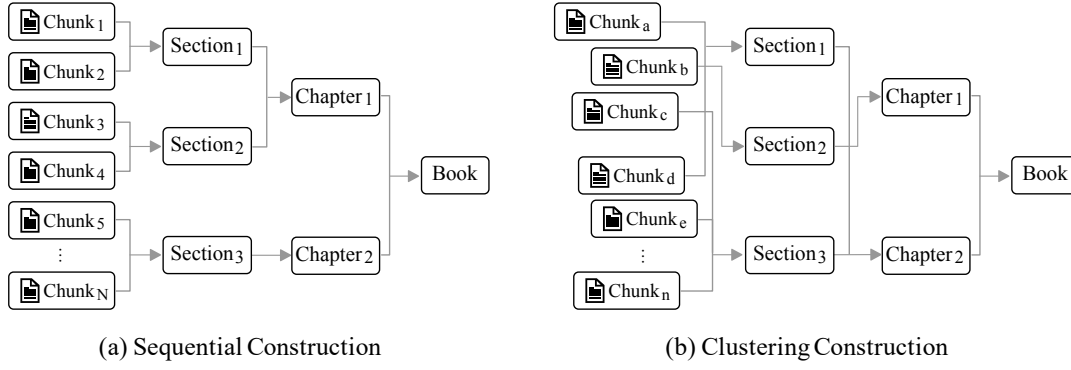 Chunk1
Chunk2
Chunk3
Chunk4
Chunk5
⋮
ChunkN
Section1
Section2
Section3
Chapter1
Chapter2
Book
(a) Sequential Construction
Chunka
Chunkb
Chunkc
Chunkd
Chunke
⋮
Chunkn
Section1
Section2
Section3
Chapter1
Chapter2
Book
(b) Clustering Construction